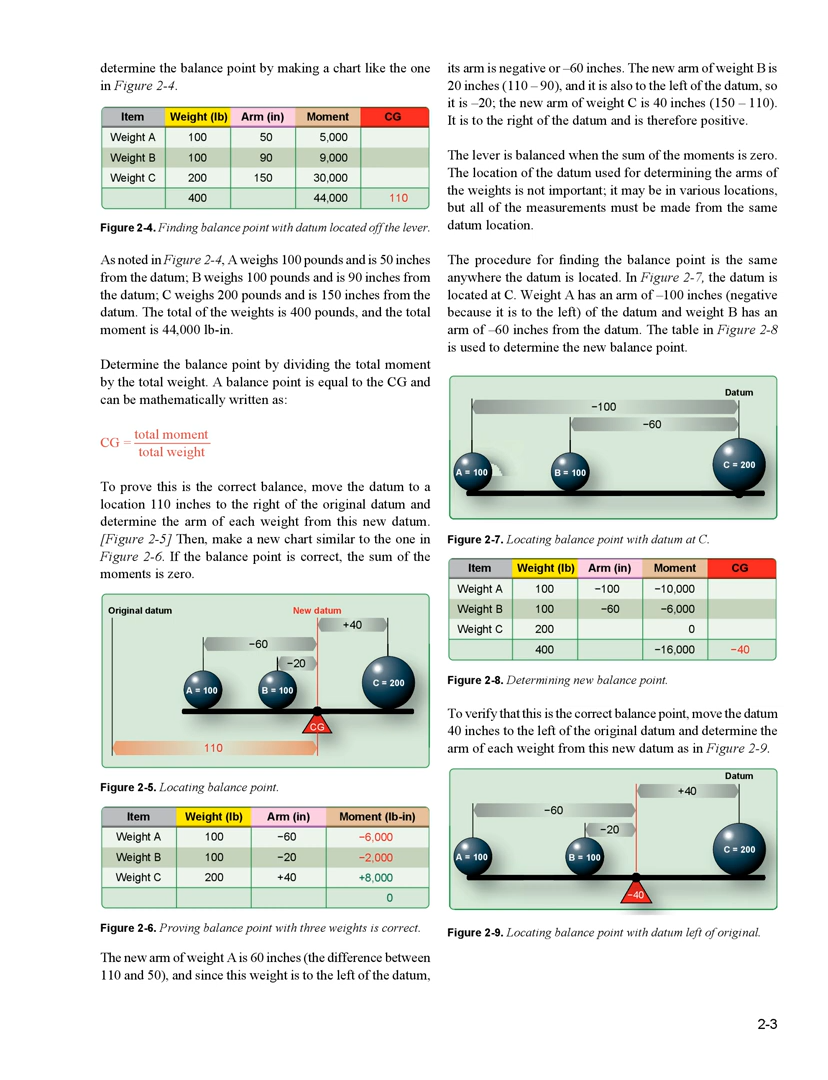 determine the balance point by making a chart like the one
in Figure 2-4.
Item Weight (lb) Arm (in) Moment CG
Weight A 100 50 5,000
Weight B 100 90 9,000
Weight C 200 150 30,000
400 44,000 110
Figure 2-4. Finding balance point with datum located off the lever.
As noted in Figure 2-4, A weighs 100 pounds and is 50 inches
from the datum; B weighs 100 pounds and is 90 inches from
the datum; C weighs 200 pounds and is 150 inches from the
datum. The total of the weights is 400 pounds, and the total
moment is 44,000 lb-in.
Determine the balance point by dividing the total moment
by the total weight. A balance point is equal to the CG and
can be mathematically written as:
CG = total moment
total weight
To prove this is the correct balance, move the datum to a
location 110 inches to the right of the original datum and
determine the arm of each weight from this new datum.
[Figure 2-5] Then, make a new chart similar to the one in
Figure 2-6. If the balance point is correct, the sum of the
moments is zero.
Original datum New datum
+40
−60
−20
A = 100 B = 100 C = 200
CG
110
Figure 2-5. Locating balance point.
Item Weight (lb) Arm (in) Moment (lb-in)
Weight A 100 −60 −6,000
Weight B 100 −20 −2,000
Weight C 200 +40 +8,000
0
Figure 2-6. Proving balance point with three weights is correct.
The new arm of weight A is 60 inches (the difference between
110 and 50), and since this weight is to the left of the datum,
its arm is negative or –60 inches. The new arm of weight B is
20 inches (110 – 90), and it is also to the left of the datum, so
it is –20; the new arm of weight C is 40 inches (150 – 110).
It is to the right of the datum and is therefore positive.
The lever is balanced when the sum of the moments is zero.
The location of the datum used for determining the arms of
the weights is not important; it may be in various locations,
but all of the measurements must be made from the same
datum location.
The procedure for finding the balance point is the same
anywhere the datum is located. In Figure 2-7, the datum is
located at C. Weight A has an arm of –100 inches (negative
because it is to the left) of the datum and weight B has an
arm of –60 inches from the datum. The table in Figure 2-8
is used to determine the new balance point.
Datum
−100
−60
A = 100 B = 100 C = 200
Figure 2-7. Locating balance point with datum at C.
Item Weight (lb) Arm (in) Moment CG
Weight A 100 −100 −10,000
Weight B 100 −60 −6,000
Weight C 200 0
400 −16,000 −40
Figure 2-8. Determining new balance point.
To verify that this is the correct balance point, move the datum
40 inches to the left of the original datum and determine the
arm of each weight from this new datum as in Figure 2-9.
Datum
+40
−60
−20
A = 100 B = 100 C = 200
−40
Figure 2-9. Locating balance point with datum left of original.
2-3